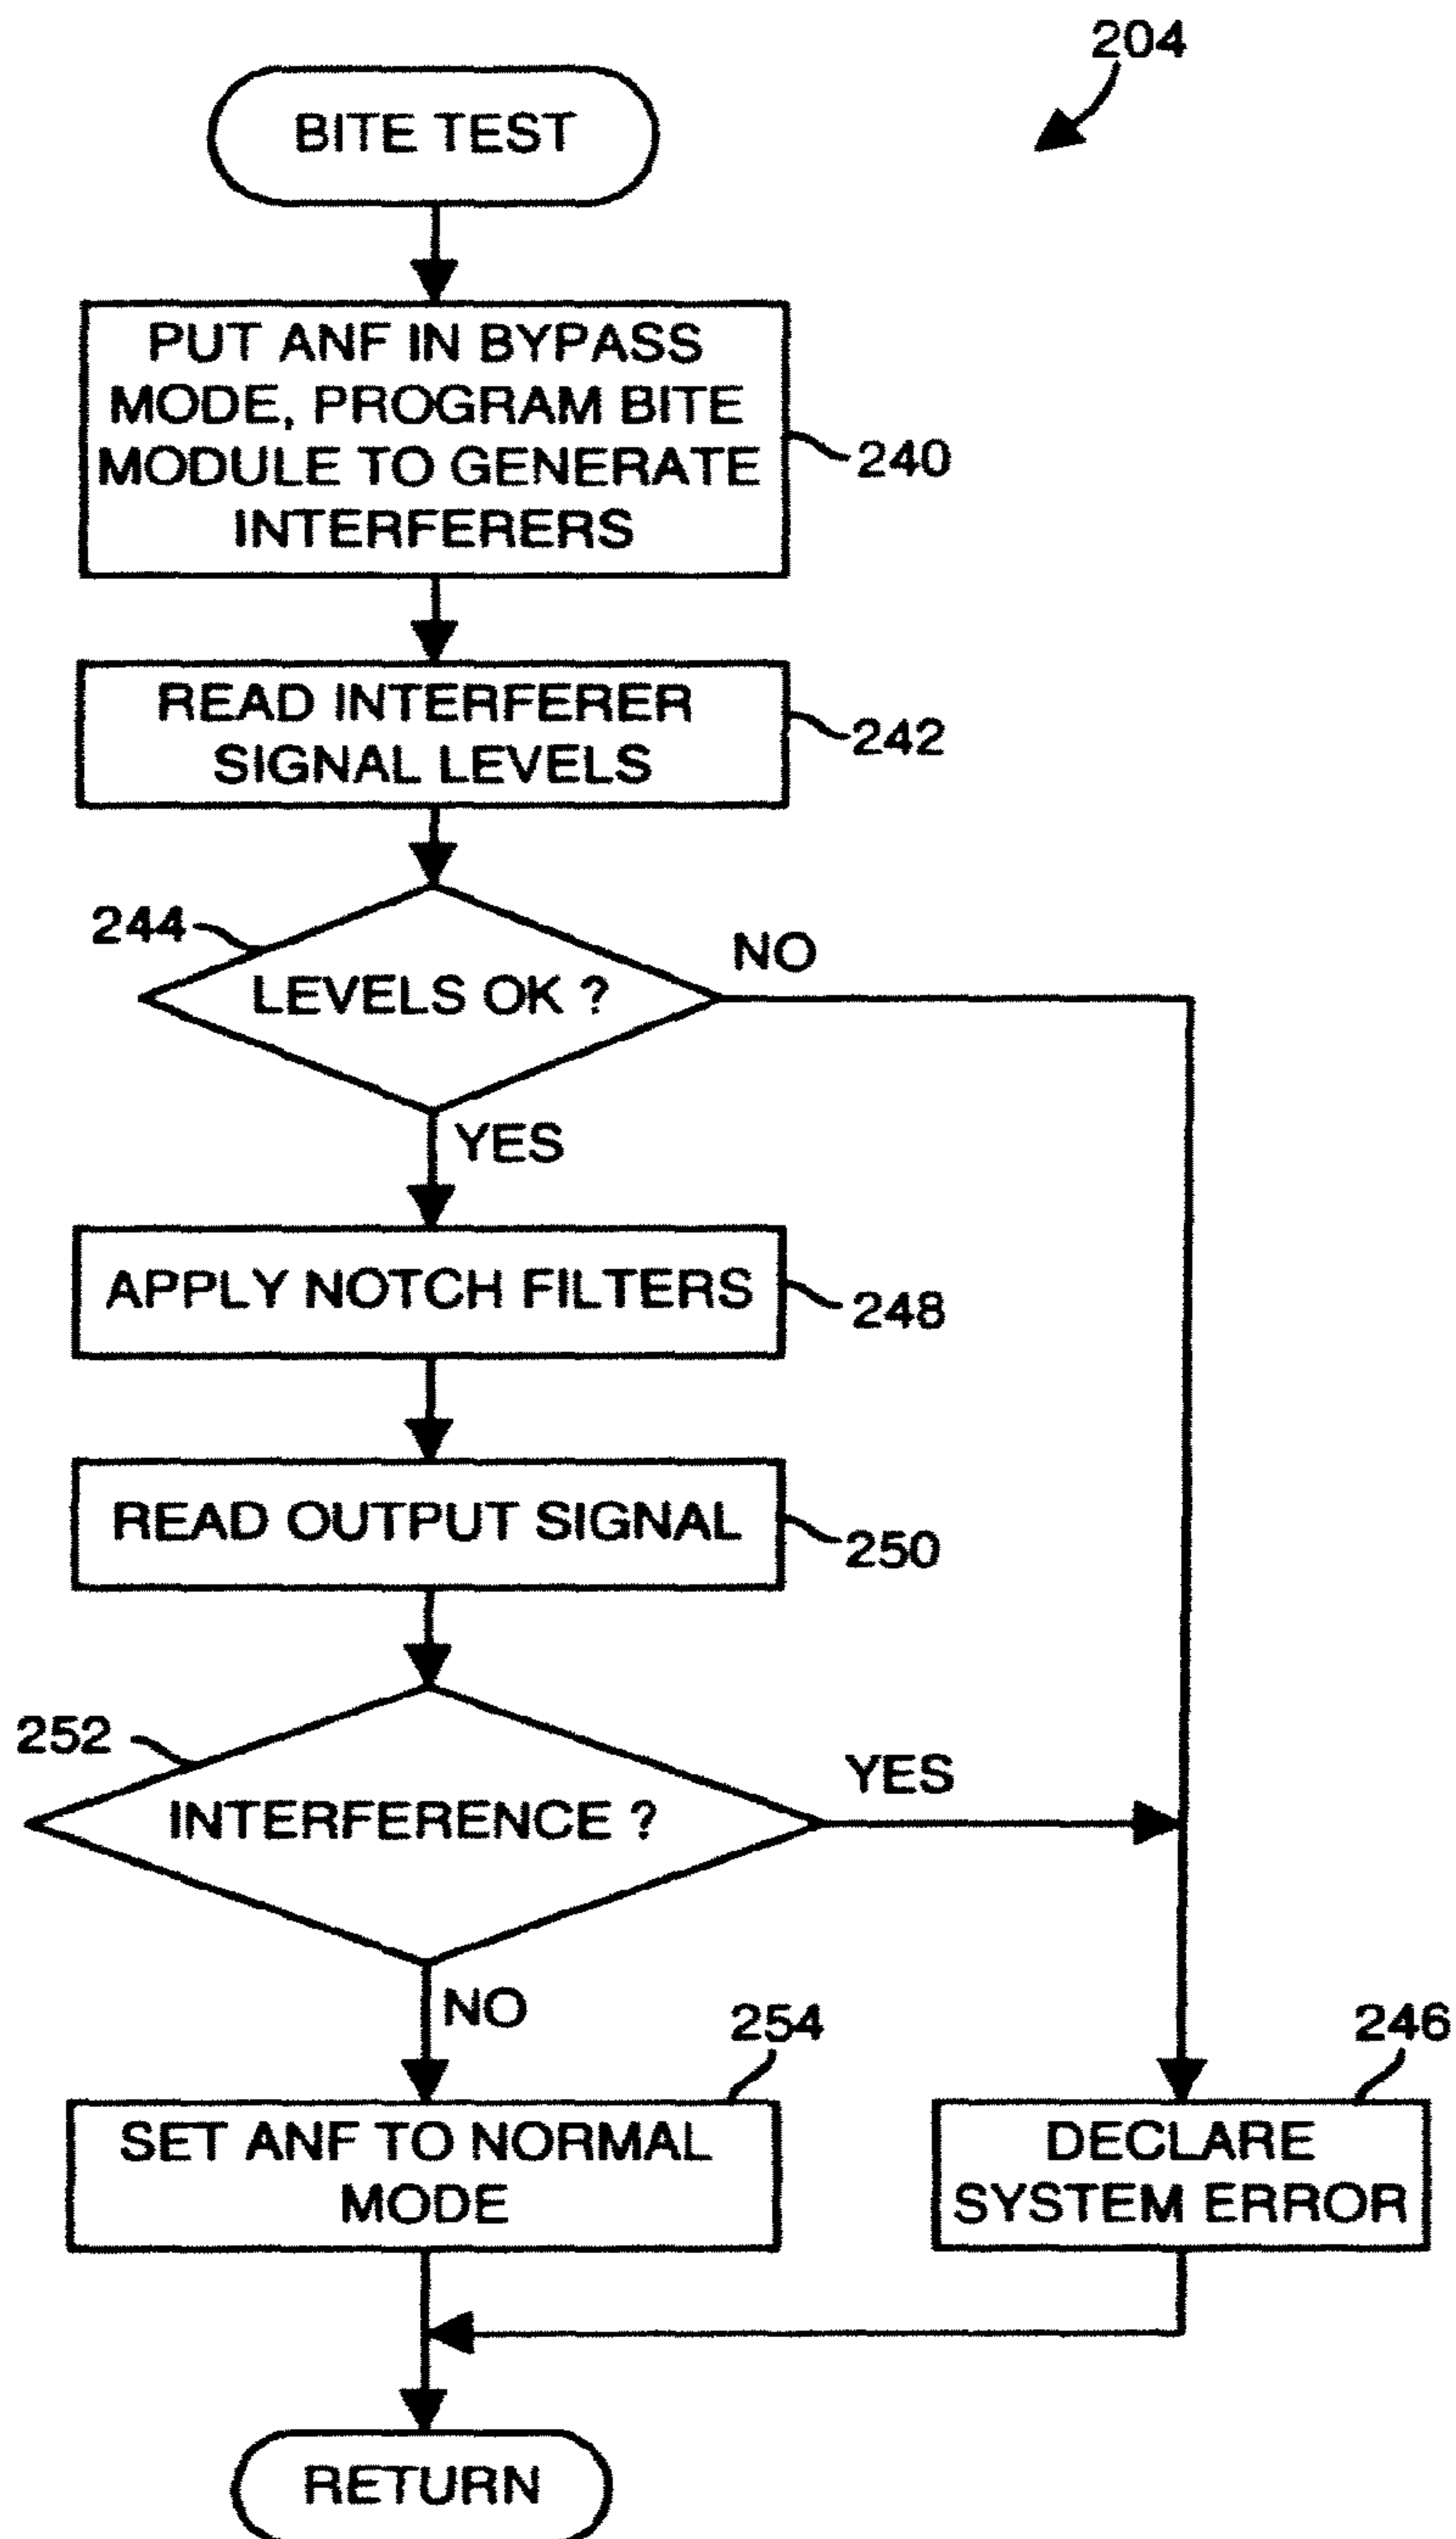 204
BITE TEST
PUT ANF IN BYPASS
MODE, PROGRAM BITE
MODULE TO GENERATE
INTERFERERS
240
READ INTERFERER
SIGNAL LEVELS
242
244
LEVELS OK ?
NO
YES
APPLY NOTCH FILTERS
248
READ OUTPUT SIGNAL
250
252
INTERFERENCE ?
YES
NO
254
246
SET ANF TO NORMAL
MODE
DECLARE
SYSTEM ERROR
RETURN